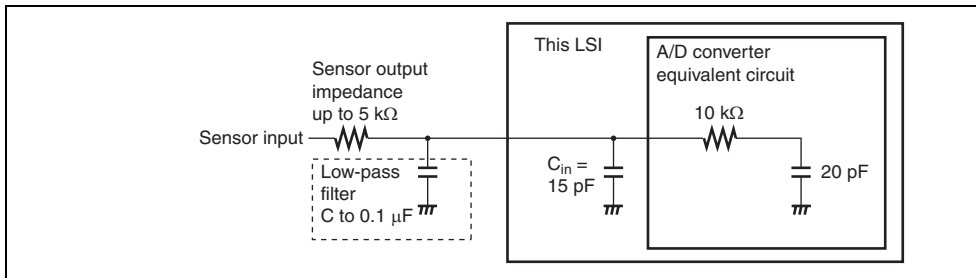 This LSI
A/D converter
equivalent circuit
Sensor output
impedance
up to 5 kΩ
10 kΩ
Sensor input
Low-pass
filter
C to 0.1 μF
Cin =
15 pF
20 pF